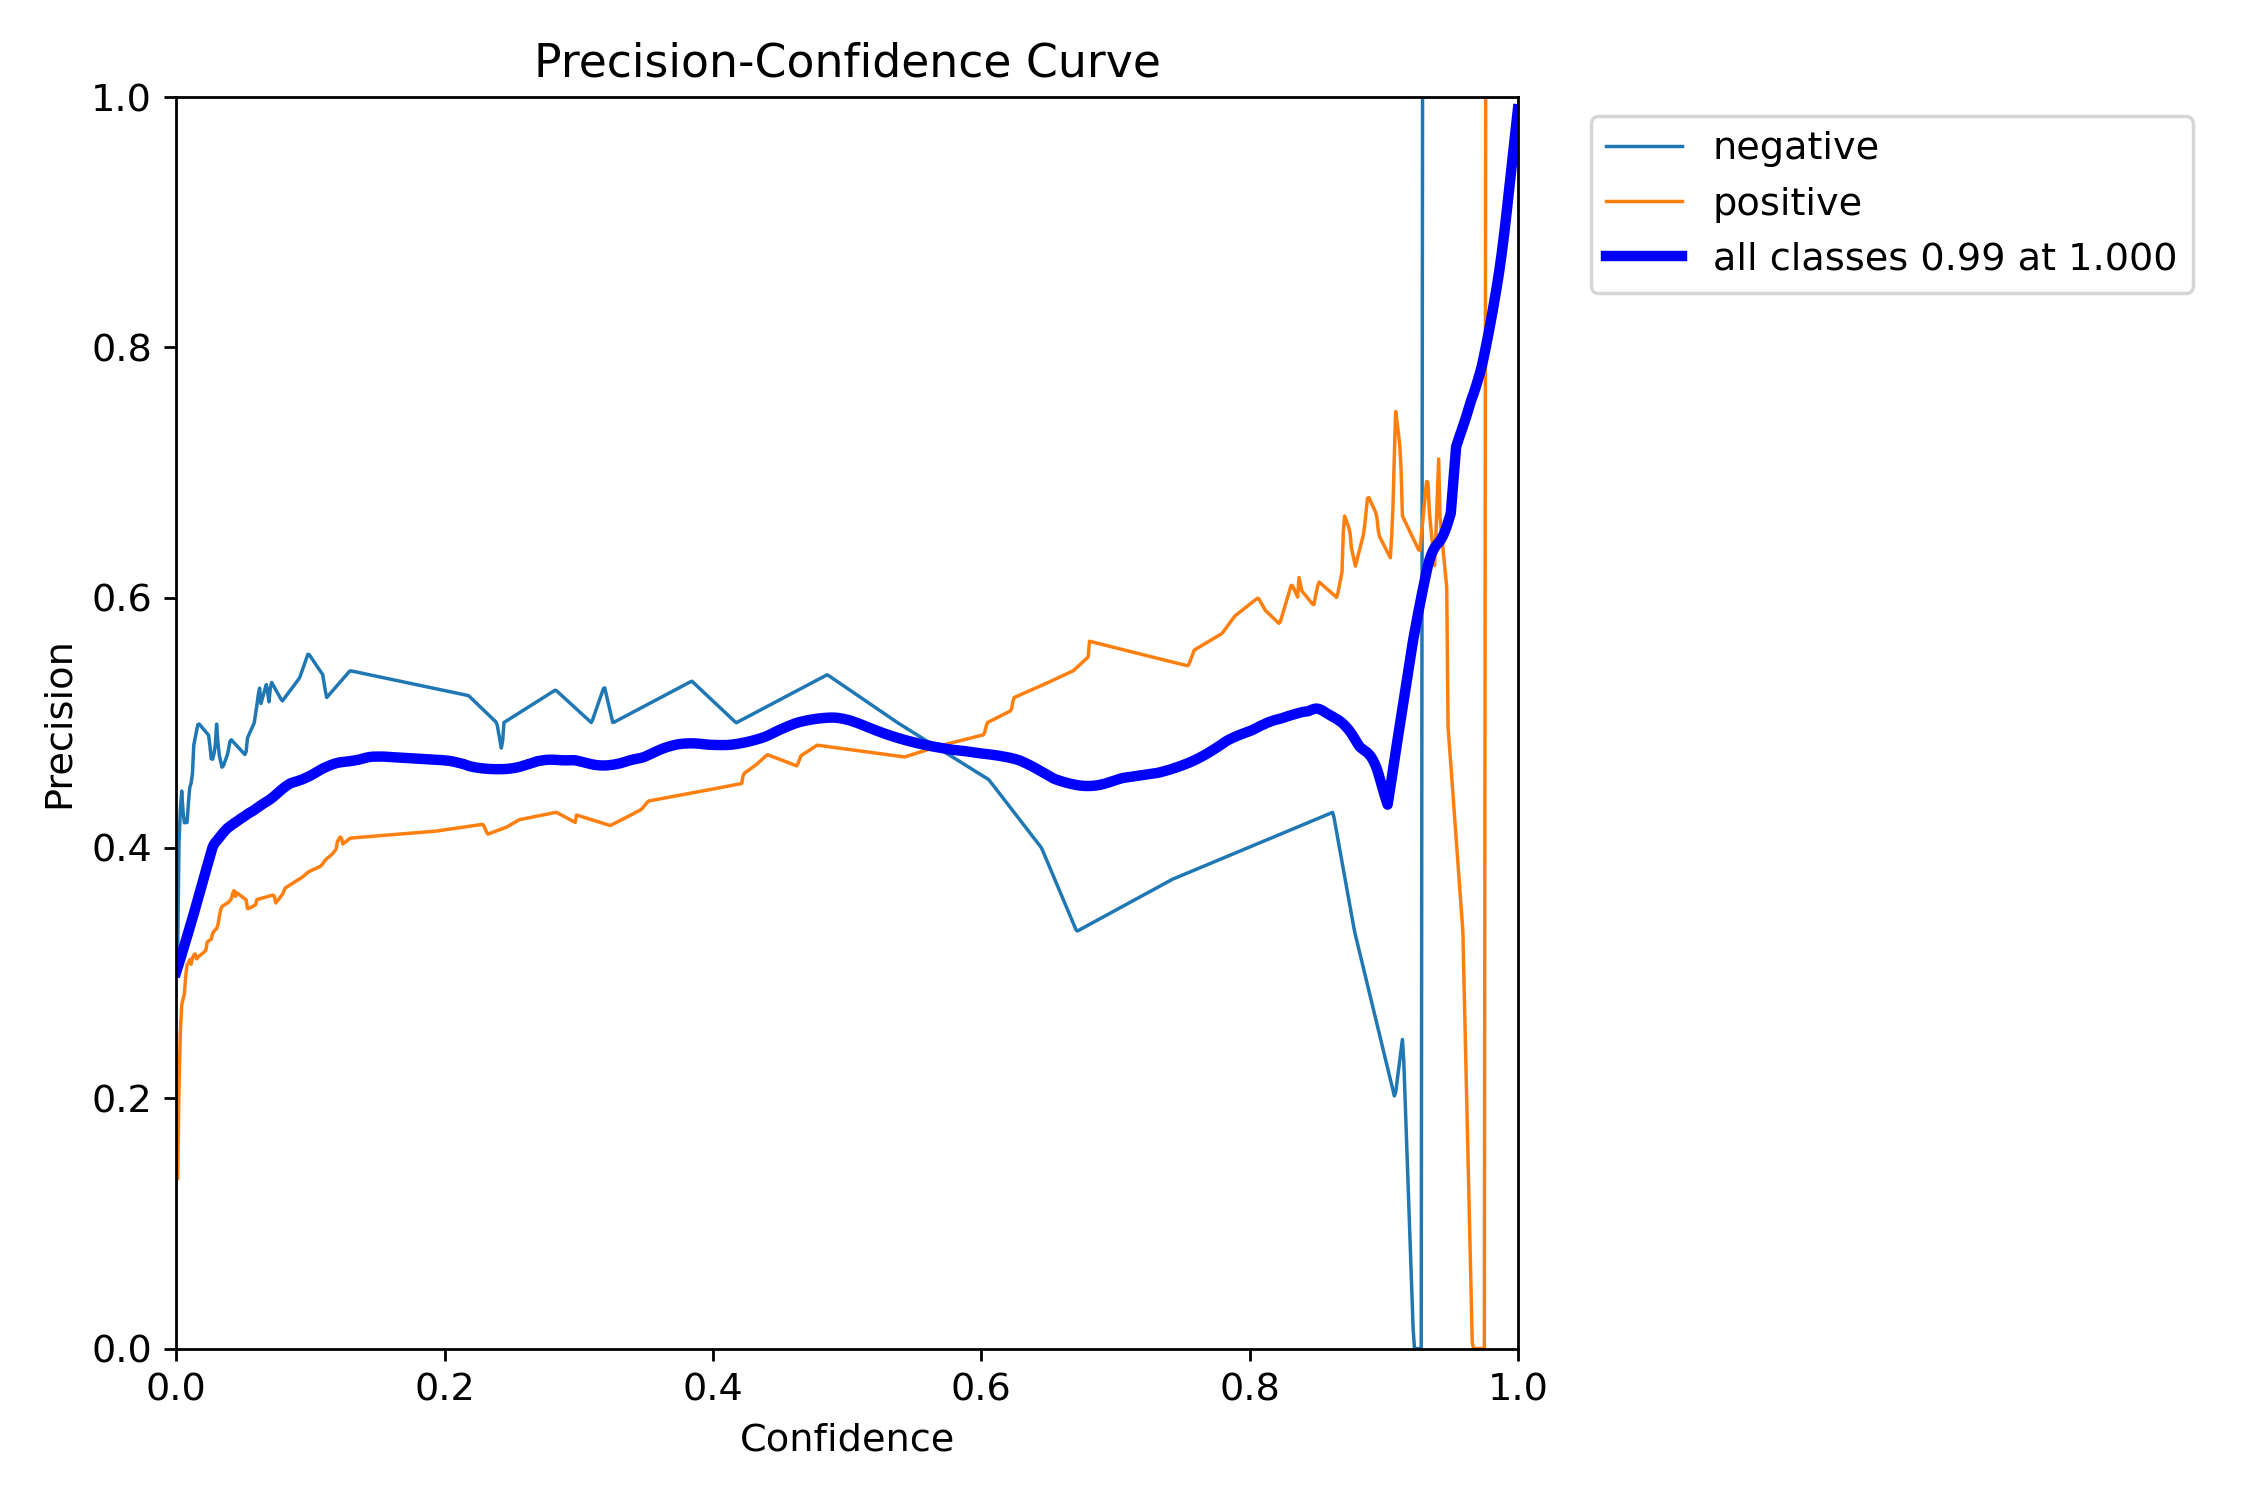 Precision-Confidence Curve
1.0
0.8
0.6
0.4
0.2
0.0
Precision
0.0 0.2 0.4 0.6 0.8 1.0
Confidence
negative
positive
all classes 0.99 at 1.000